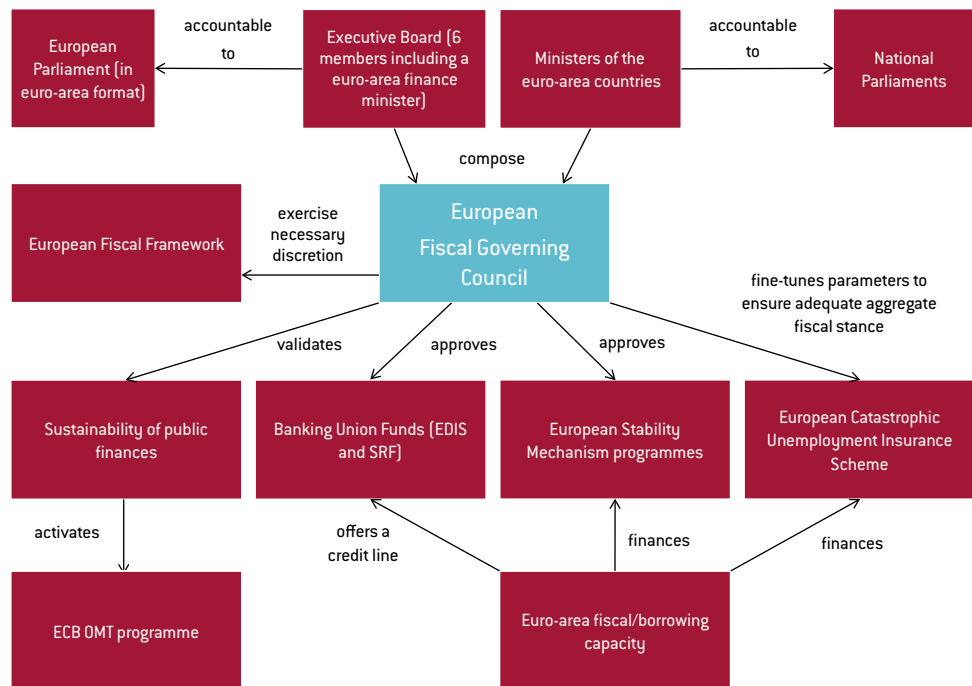 accountable
to
European
Parliament (in
euro-area format)
Executive Board (6
members including a
euro-area finance
minister)
Ministers of the
euro-area countries
accountable
to
National
Parliaments
compose
European
Fiscal Governing
Council
European Fiscal Framework
exercise
necessary
discretion
fine-tunes parameters to
ensure adequate aggregate
fiscal stance
validates
approves
approves
Sustainability of public
finances
Banking Union Funds (EDIS
and SRF)
European Stability
Mechanism programmes
European Catastrophic
Unemployment Insurance
Scheme
activates
offers a
credit line
finances
finances
ECB OMT programme
Euro-area fiscal/borrowing
capacity